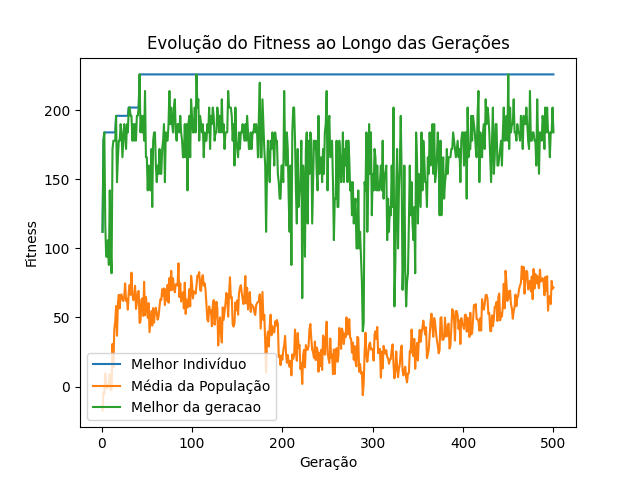 Evolução do Fitness ao Longo das Gerações
Fitness
200
150
100
50
0
Melhor Indivíduo
Média da População
Melhor da geracao
0
100
200
300
400
500
Geração